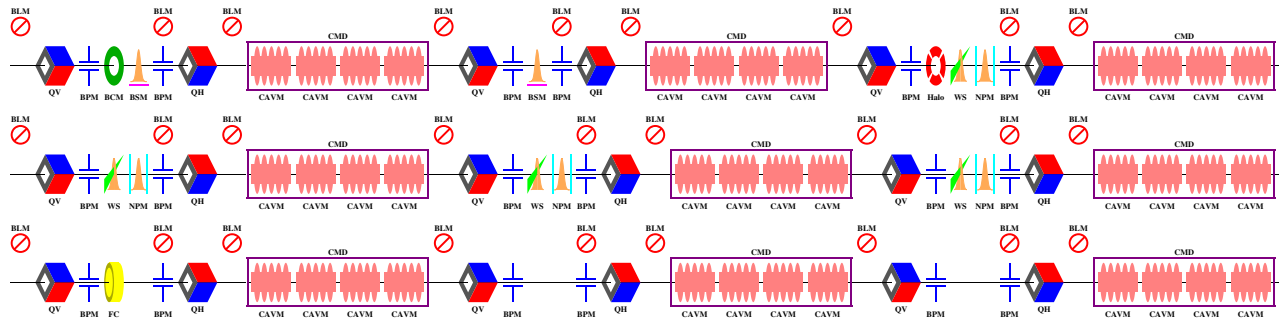 BLM BLM BLM BLM BLM BLM BLM BLM BLM
CMD CMD CMD
QV BPM BCM BSM BPM QH CAVM CAVM CAVM CAVM QV BPM BSM BPM QH CAVM CAVM CAVM CAVM QV BPM Halo WS NPM BPM QH CAVM CAVM CAVM CAVM
BLM BLM BLM BLM BLM BLM BLM BLM BLM
CMD CMD CMD
QV BPM WS NPM BPM QH CAVM CAVM CAVM CAVM QV BPM WS NPM BPM QH CAVM CAVM CAVM CAVM QV BPM WS NPM BPM QH CAVM CAVM CAVM CAVM
BLM BLM BLM BLM BLM BLM BLM BLM BLM
CMD CMD CMD
QV BPM FC BPM QH CAVM CAVM CAVM CAVM QV BPM BPM QH CAVM CAVM CAVM CAVM QV BPM BPM QH CAVM CAVM CAVM CAVM